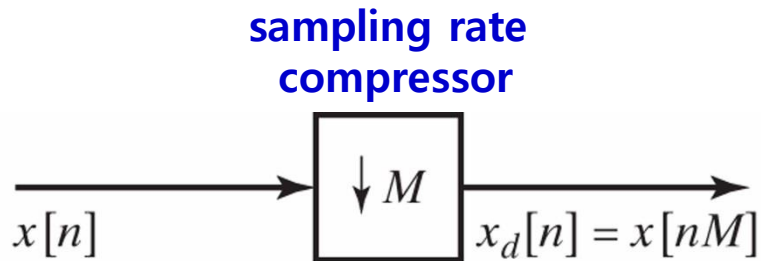 sampling rate
compressor
↓ M
x[n]
x_d[n] = x[nM]